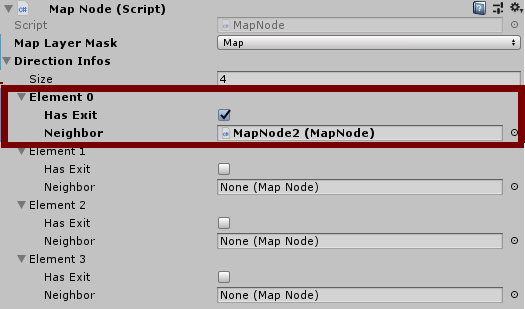 Map Node (Script)
Script MapNode
Map Layer Mask Map
Direction Infos
Size 4
Element 0
Has Exit
Neighbor MapNode2 (MapNode)
Element 1
Has Exit
Neighbor None (Map Node)
Element 2
Has Exit
Neighbor None (Map Node)
Element 3
Has Exit
Neighbor None (Map Node)